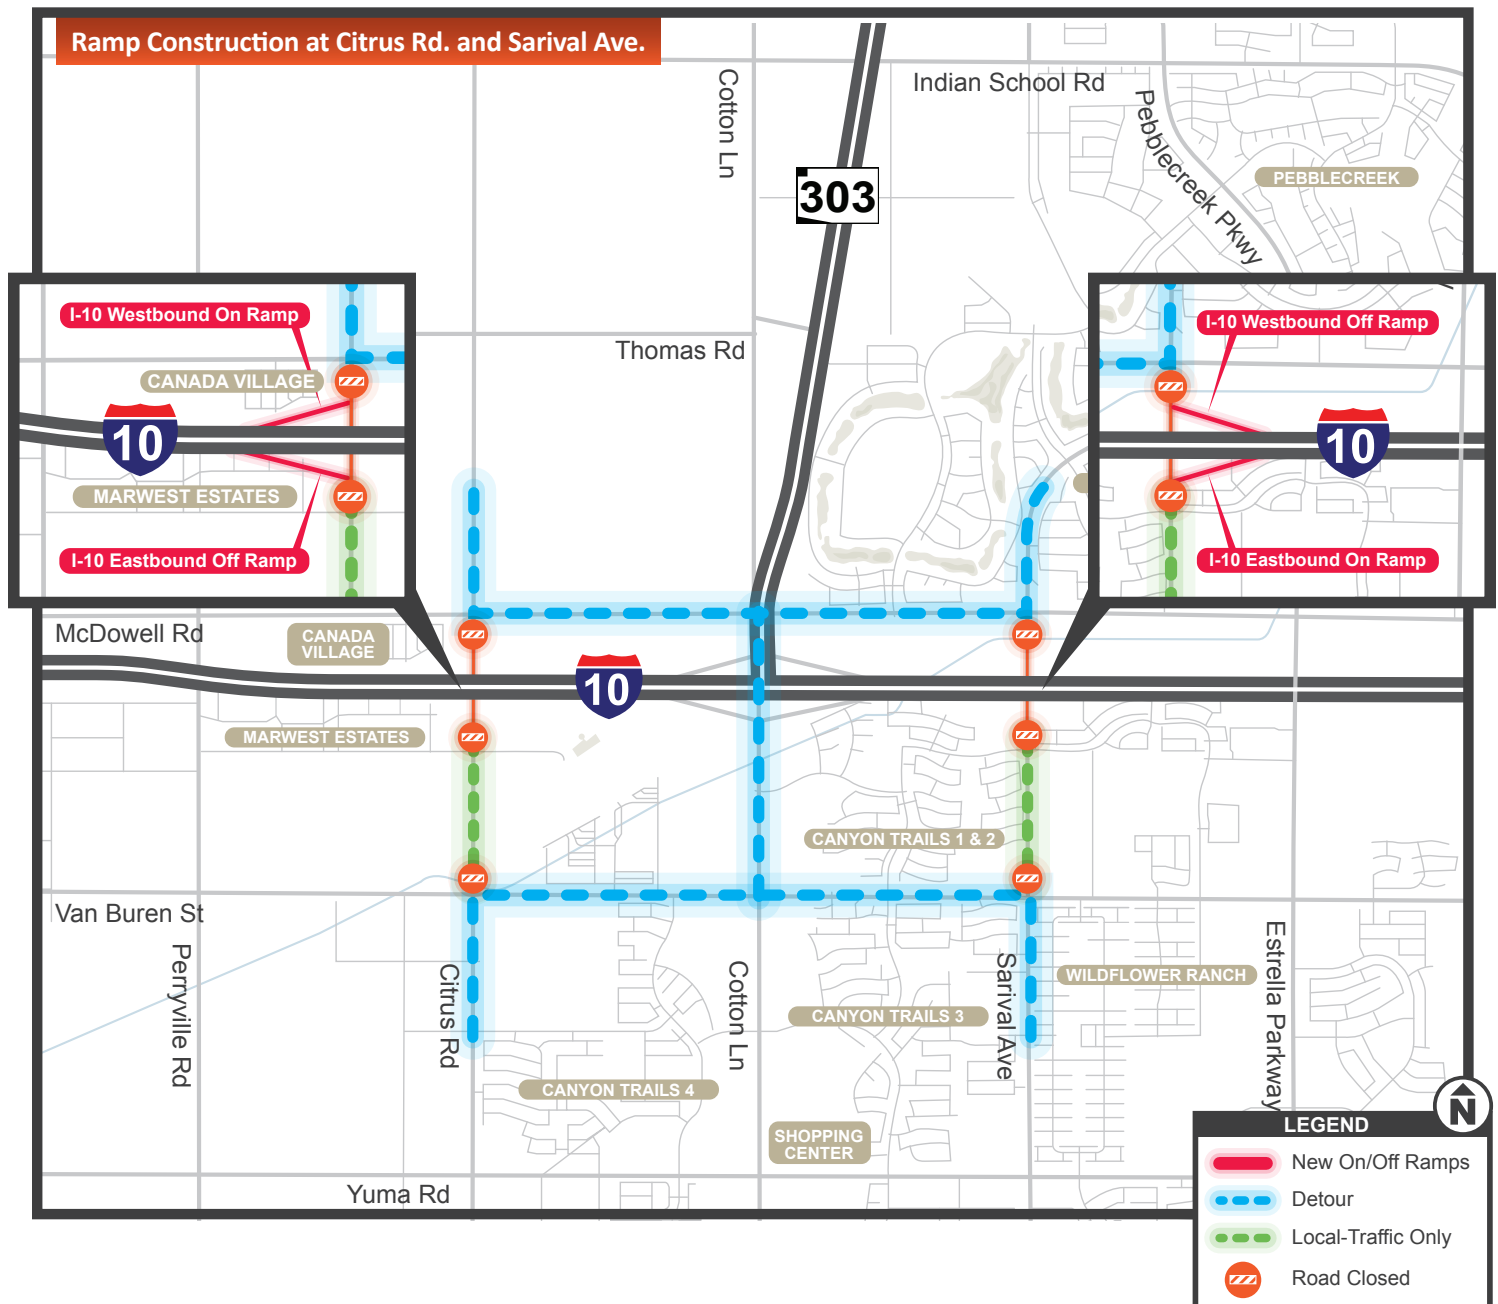 Ramp Construction at Citrus Rd. and Sarival Ave.
Indian School Rd
Cotton Ln
Pebblecreek Pkwy
PEBBLECREEK
303
I-10 Westbound On Ramp
CANADA VILLAGE
10
MARWEST ESTATES
I-10 Eastbound Off Ramp
Thomas Rd
I-10 Westbound Off Ramp
10
I-10 Eastbound On Ramp
McDowell Rd
CANADA
VILLAGE
10
MARWEST ESTATES
CANYON TRAILS 1 & 2
Van Buren St
Perryville Rd
Citrus Rd
Cotton Ln
Sarival Ave
Estrella Parkway
WILDFLOWER RANCH
CANYON TRAILS 3
CANYON TRAILS 4
SHOPPING
CENTER
Yuma Rd
N
LEGEND
New On/Off Ramps
Detour
Local-Traffic Only
Road Closed